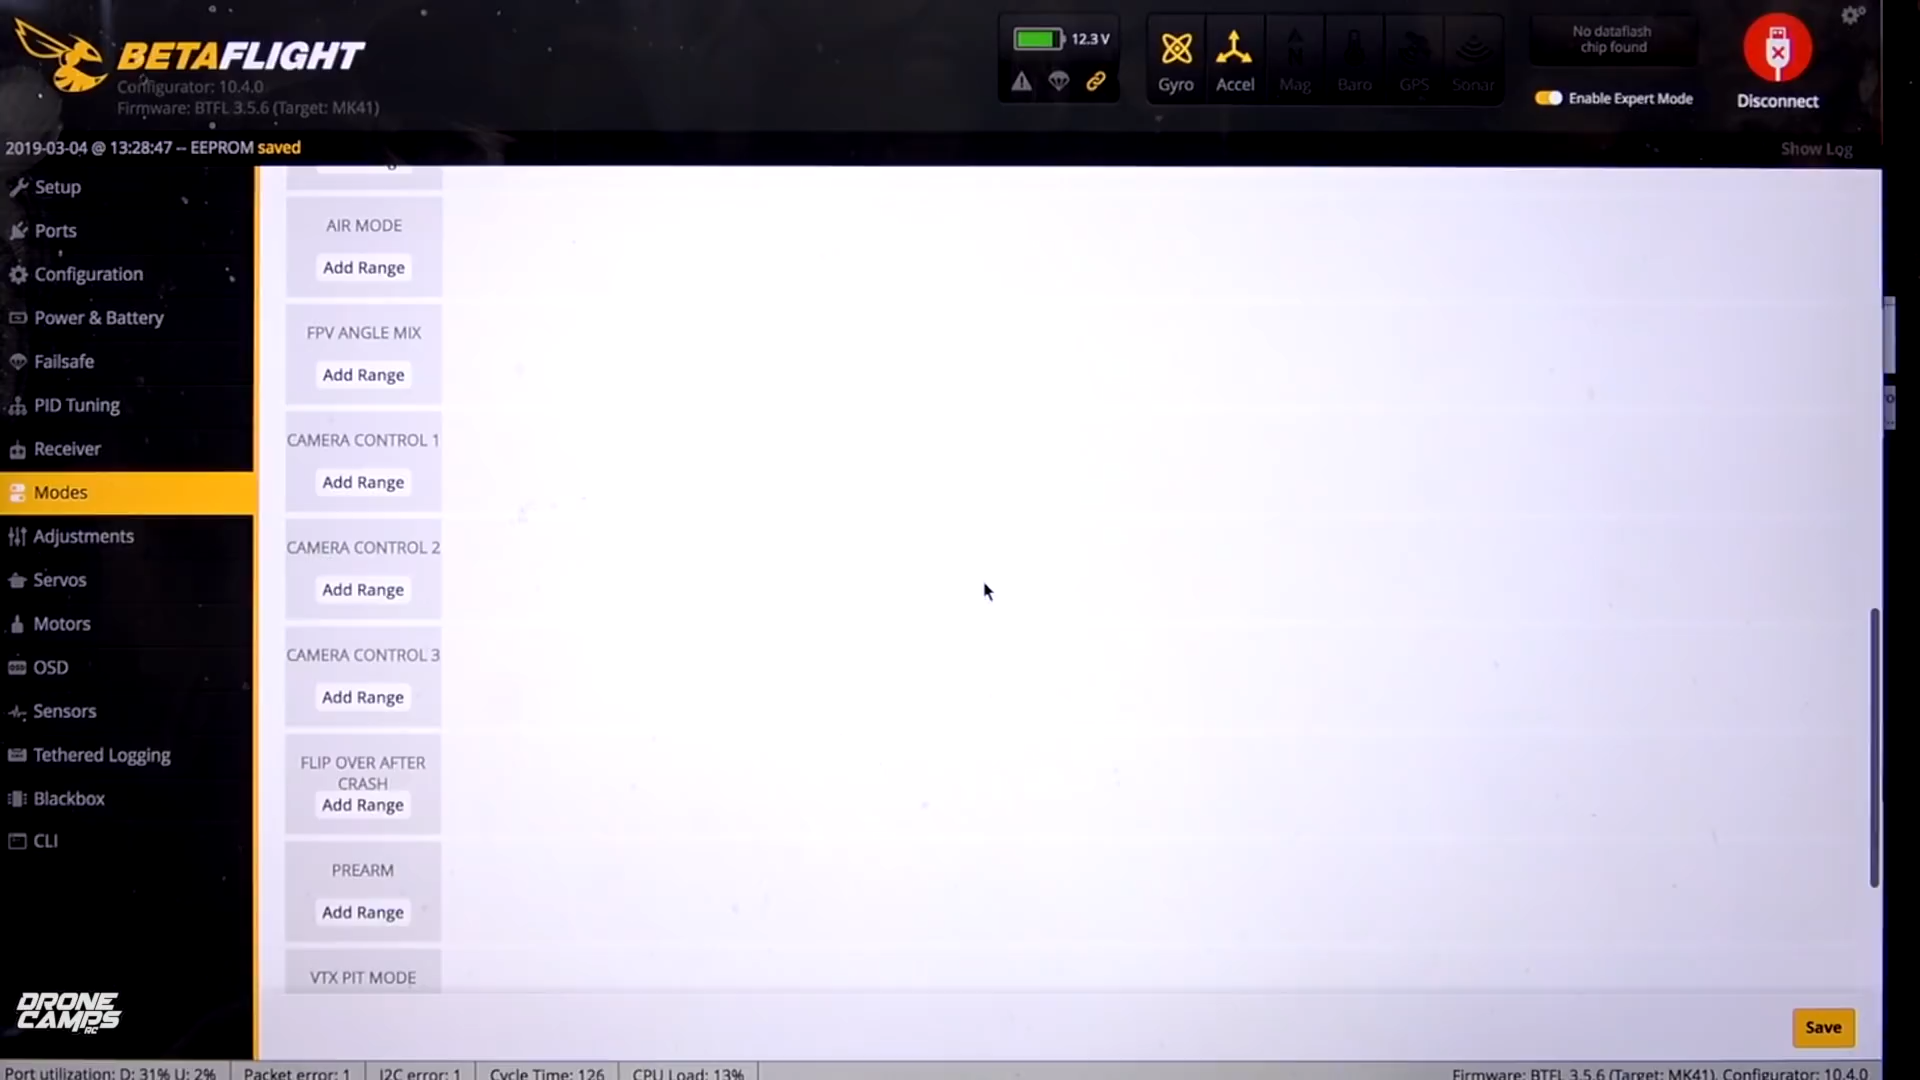 BETAFLIGHT
Configurator: 10.4.0
Firmware: BTFL 3.5.6 (Target: MK41)
12.3 V
Gyro
Accel
Mag
Baro
GPS
Sonar
No dataflash
chip found
Enable Expert Mode
Disconnect
2019-03-04 @ 13:28:47 -- EEPROM saved
Show Log
Setup
Ports
Configuration
Power & Battery
Failsafe
PID Tuning
Receiver
Modes
Adjustments
Servos
Motors
OSD
Sensors
Tethered Logging
Blackbox
CLI
AIR MODE
Add Range
FPV ANGLE MIX
Add Range
CAMERA CONTROL 1
Add Range
CAMERA CONTROL 2
Add Range
CAMERA CONTROL 3
Add Range
FLIP OVER AFTER
CRASH
Add Range
PREARM
Add Range
VTX PIT MODE
Save
DRONE
CAMPS
RC
Port utilization: D: 31% U: 2%
Packet error: 1
I2C error: 1
Cycle Time: 126
CPU Load: 13%
Firmware: BTFL 3.5.6 (Target: MK41), Configurator: 10.4.0